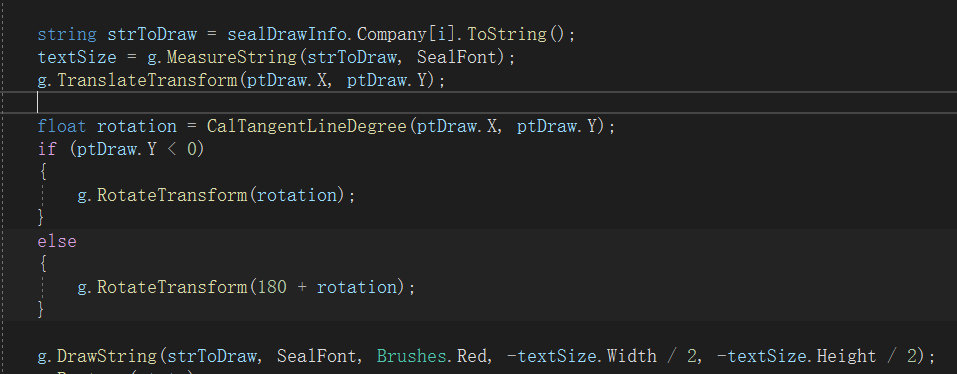 string strToDraw = sealDrawInfo.Company[i].ToString();
textSize = g.MeasureString(strToDraw, SealFont);
g.TranslateTransform(ptDraw.X, ptDraw.Y);
float rotation = CalTangentLineDegree(ptDraw.X, ptDraw.Y);
if (ptDraw.Y < 0)
{
g.RotateTransform(rotation);
}
else
{
g.RotateTransform(180 + rotation);
}
g.DrawString(strToDraw, SealFont, Brushes.Red, -textSize.Width / 2, -textSize.Height / 2);